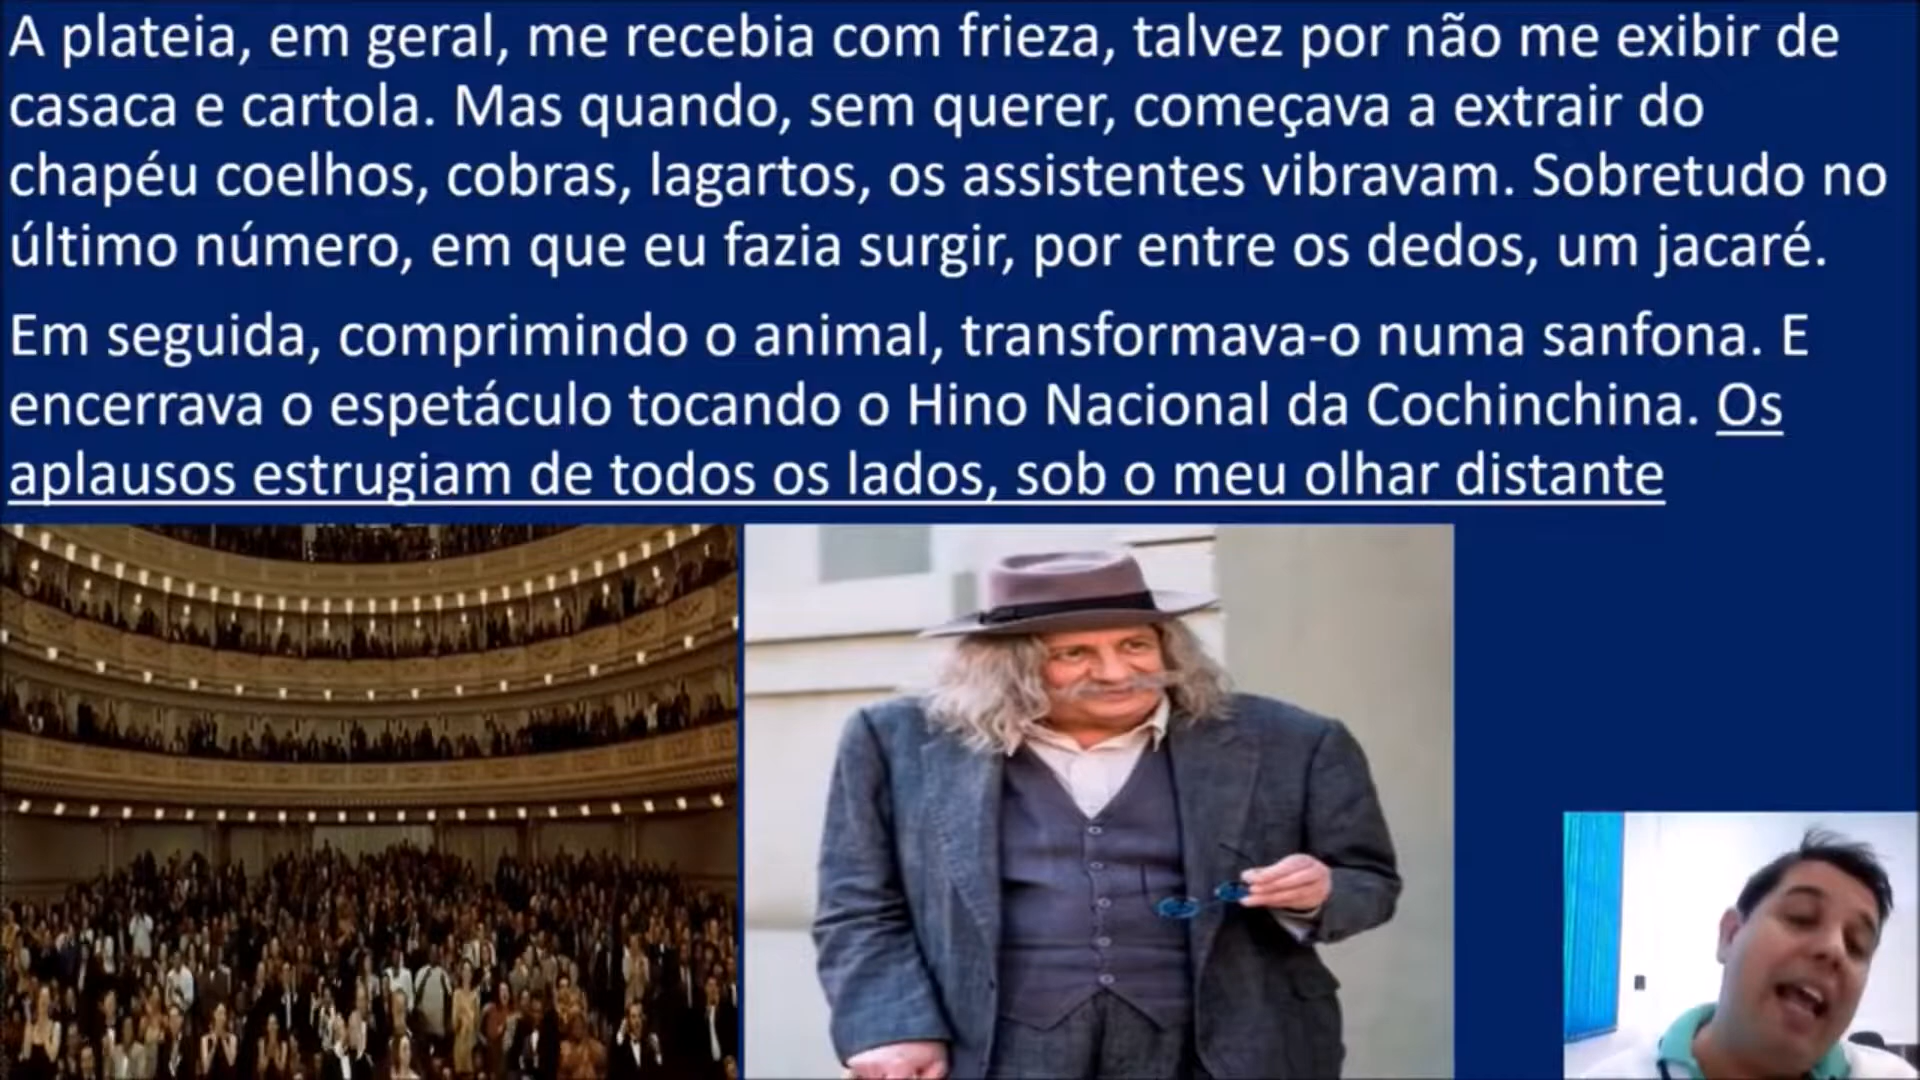 A plateia, em geral, me recebia com frieza, talvez por não me exibir de
casaca e cartola. Mas quando, sem querer, começava a extrair do
chapéu coelhos, cobras, lagartos, os assistentes vibravam. Sobretudo no
último número, em que eu fazia surgir, por entre os dedos, um jacaré.
Em seguida, comprimindo o animal, transformava-o numa sanfona. E
encerrava o espetáculo tocando o Hino Nacional da Cochinchina. Os
aplausos estrugiam de todos os lados, sob o meu olhar distante